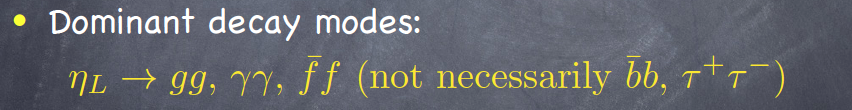 • Dominant decay modes:
η_L → gg, γγ, f̄f (not necessarily b̄b, τ⁺τ⁻)